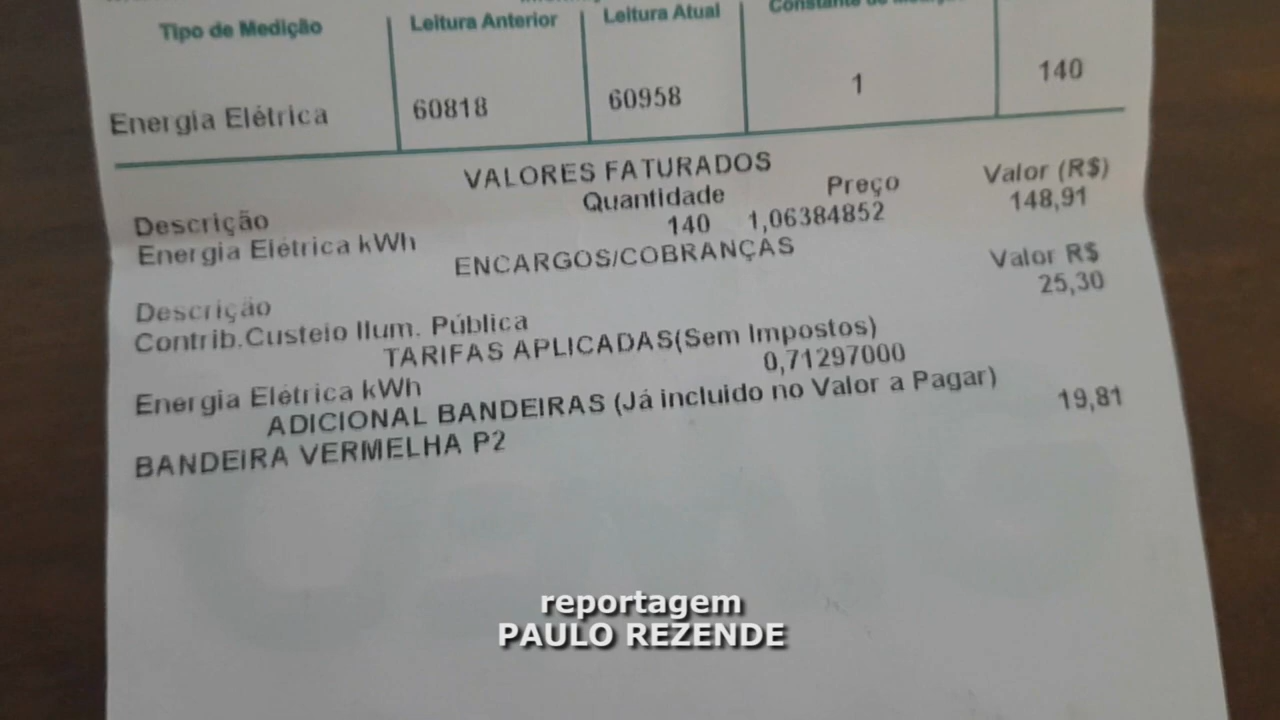 Tipo de Medição Leitura Anterior Leitura Atual Constante de
Energia Elétrica 60818 60958 1 140
VALORES FATURADOS
Descrição Quantidade Preço Valor (R$)
Energia Elétrica kWh 140 1,06384852 148,91
ENCARGOS/COBRANÇAS
Descrição Valor R$
Contrib.Custeio Ilum. Pública 25,30
TARIFAS APLICADAS(Sem Impostos)
Energia Elétrica kWh 0,71297000
ADICIONAL BANDEIRAS (Já incluido no Valor a Pagar)
BANDEIRA VERMELHA P2 19,81
reportagem
PAULO REZENDE